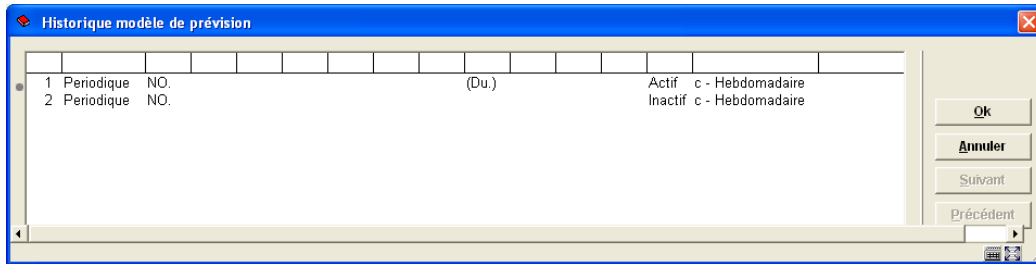 Historique modèle de prévision
1 Periodique NO. (Du.) Actif c - Hebdomadaire
2 Periodique NO. Inactif c - Hebdomadaire
Ok
Annuler
Suivant
Précédent